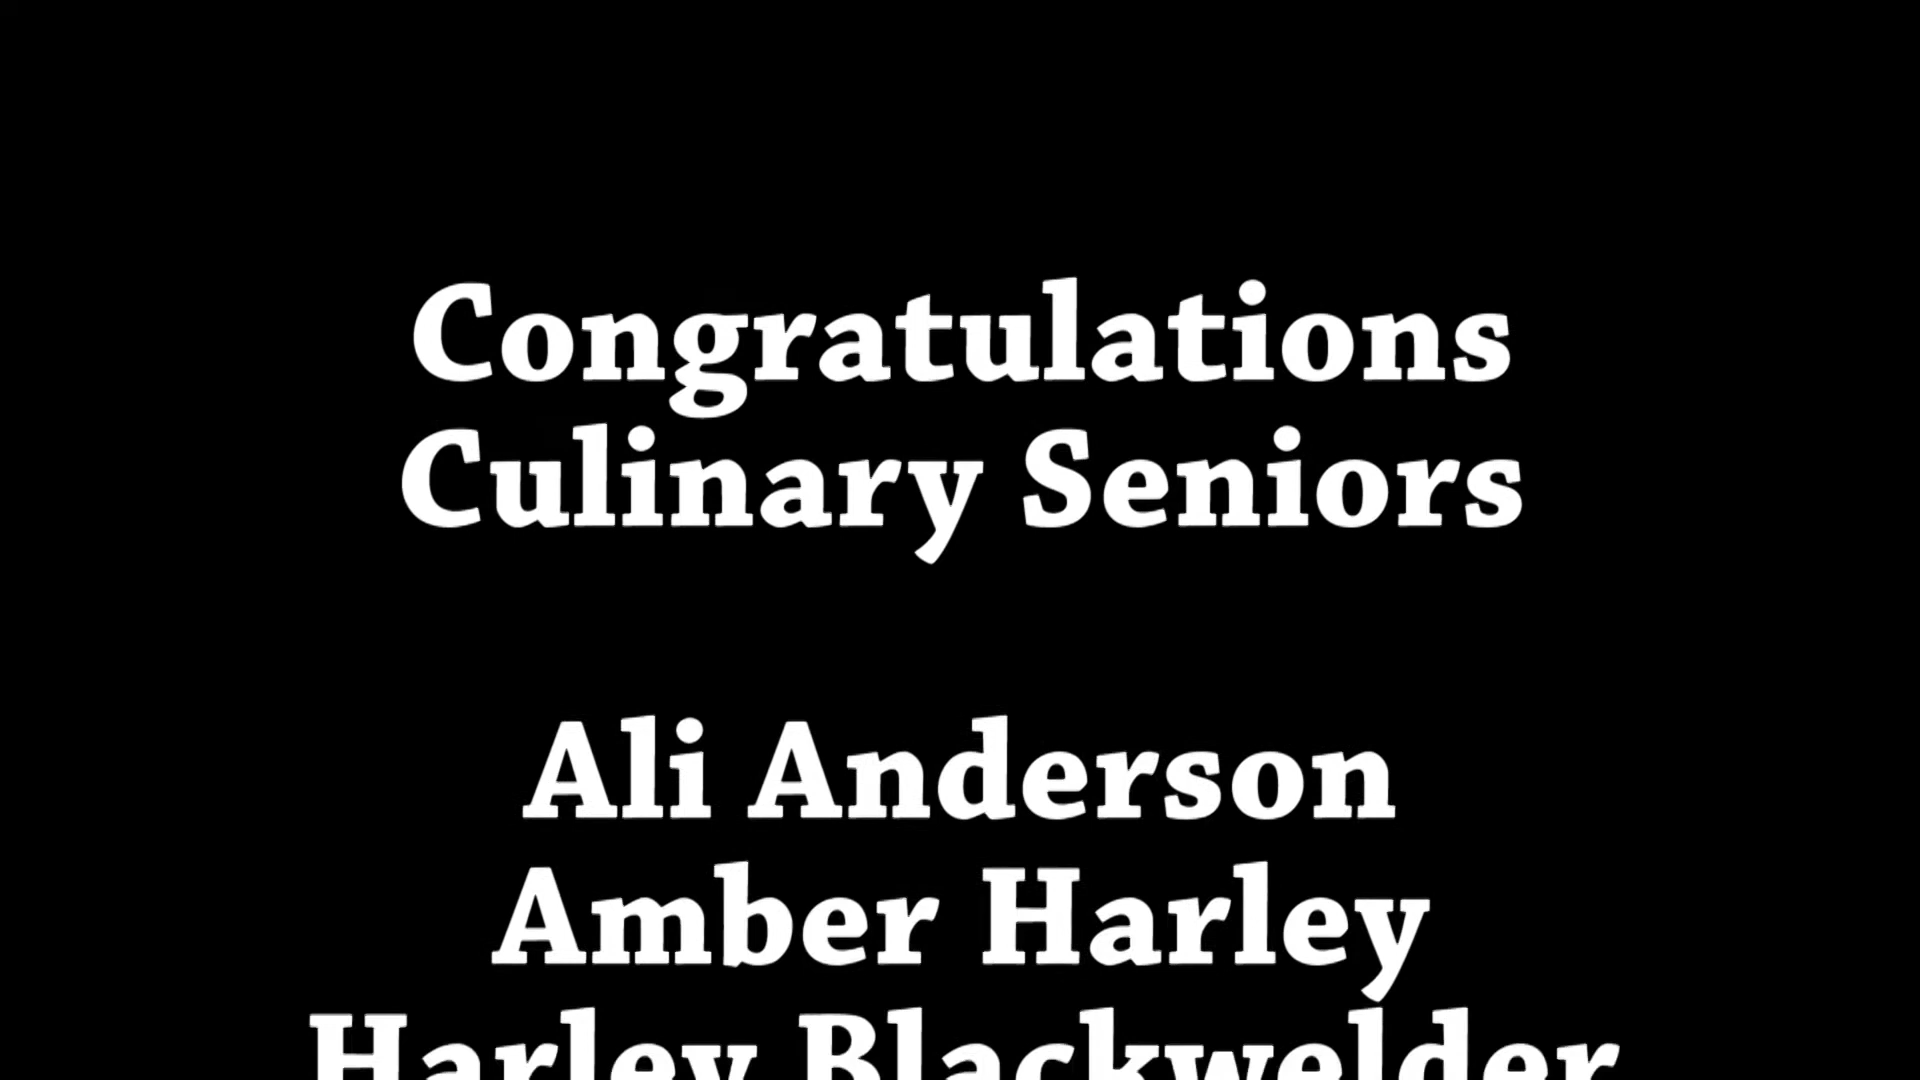 Congratulations
Culinary Seniors
Ali Anderson
Amber Harley
Harley Blackwelder